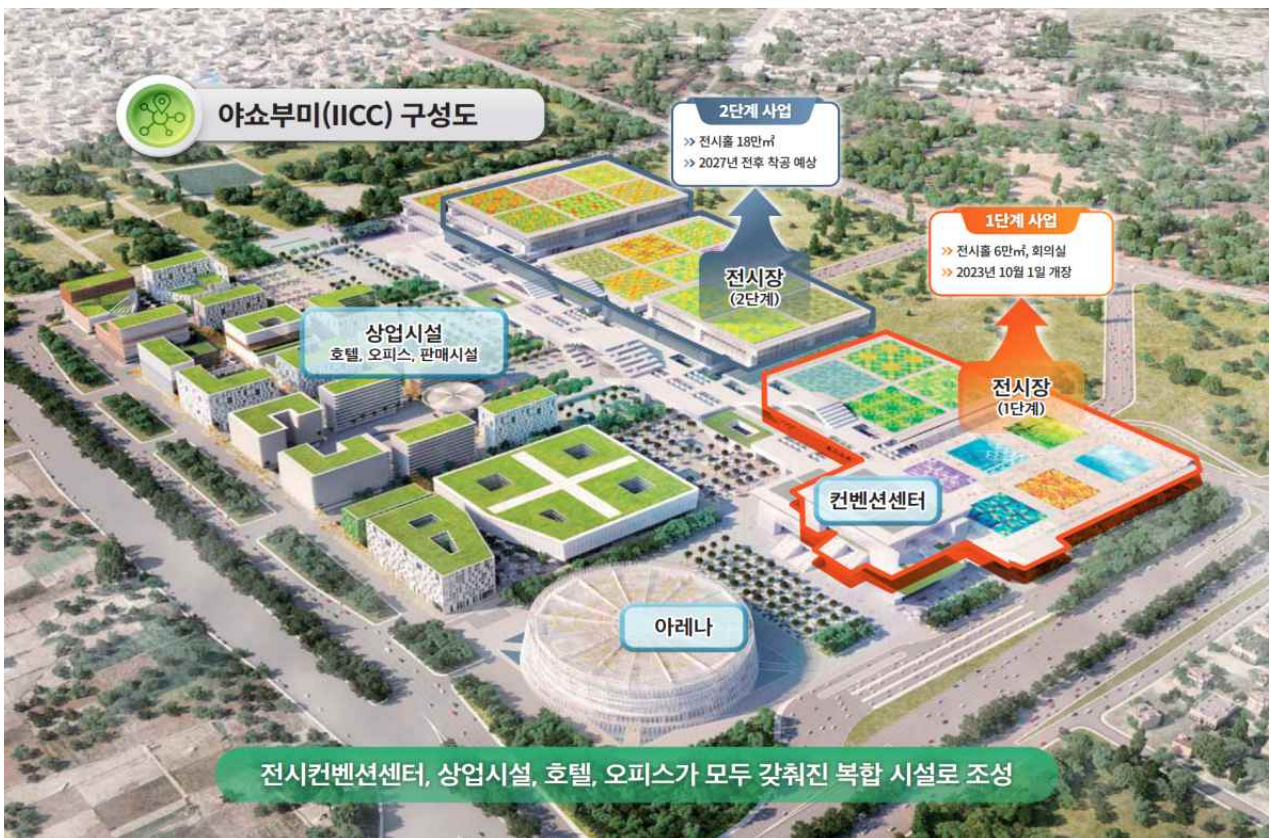 야쇼부미(IICC) 구성도
2단계 사업
>> 전시홀 18만㎡
>> 2027년 전후 착공 예상
1단계 사업
>> 전시홀 6만㎡, 회의실
>> 2023년 10월 1일 개장
전시장
(2단계)
상업시설
호텔, 오피스, 판매시설
전시장
(1단계)
컨벤션센터
아레나
전시컨벤션센터, 상업시설, 호텔, 오피스가 모두 갖춰진 복합 시설로 조성